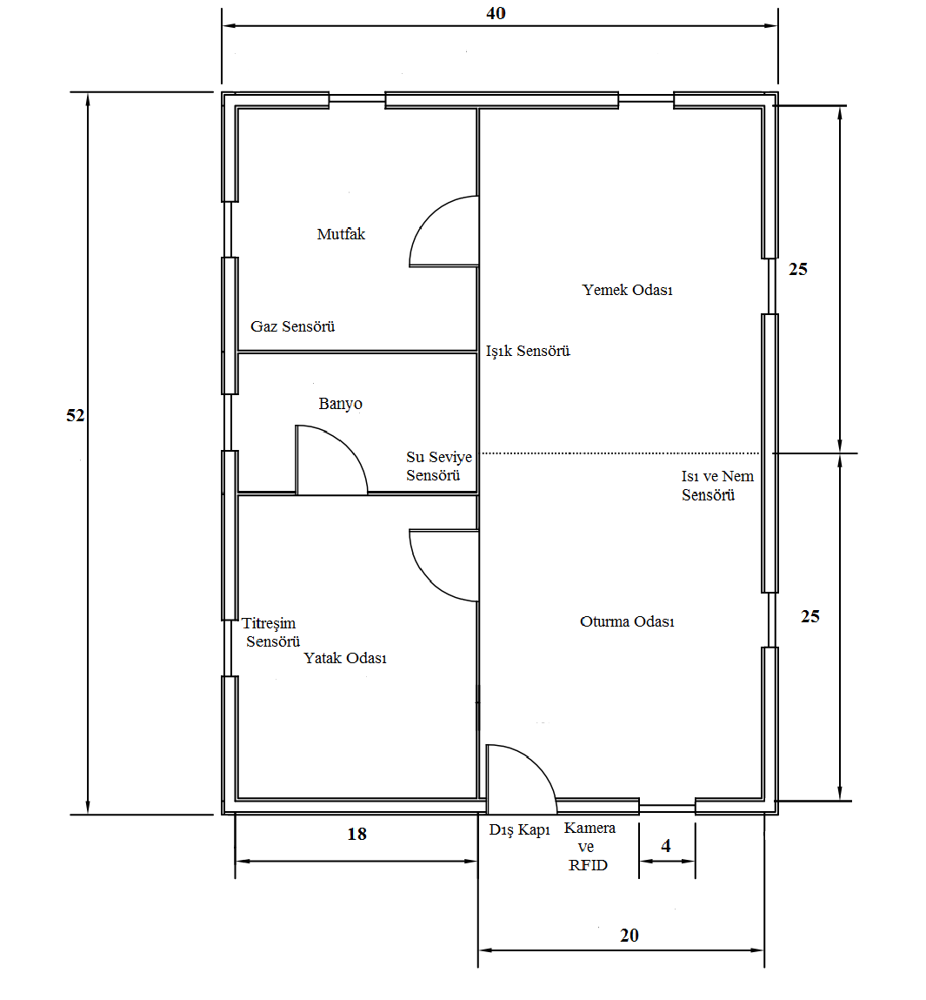 40
Mutfak
25
Yemek Odası
Gaz Sensörü
Işık Sensörü
52
Banyo
Su Seviye
Sensörü
Isı ve Nem
Sensörü
Titreşim
Sensörü
Yatak Odası
Oturma Odası
25
18
Dış Kapı
Kamera
ve
RFID
4
20